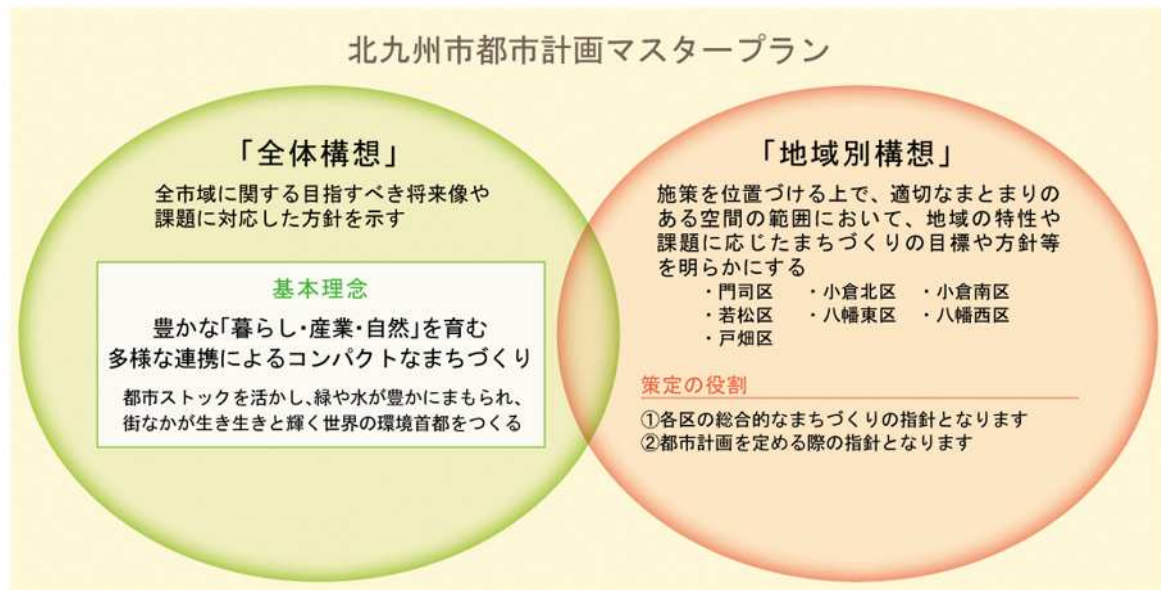 北九州市都市計画マスタープラン
「全体構想」
全市域に関する目指すべき将来像や
課題に対応した方針を示す
基本理念
豊かな「暮らし・産業・自然」を育む
多様な連携によるコンパクトなまちづくり
都市ストックを活かし、緑や水が豊かにまもられ、
街なかが生き生きと輝く世界の環境首都をつくる
「地域別構想」
施策を位置づける上で、適切なまとまりの
ある空間の範囲において、地域の特性や
課題に応じたまちづくりの目標や方針等
を明らかにする
・門司区 ・小倉北区 ・小倉南区
・若松区 ・八幡東区 ・八幡西区
・戸畑区
策定の役割
①各区の総合的なまちづくりの指針となります
②都市計画を定める際の指針となります